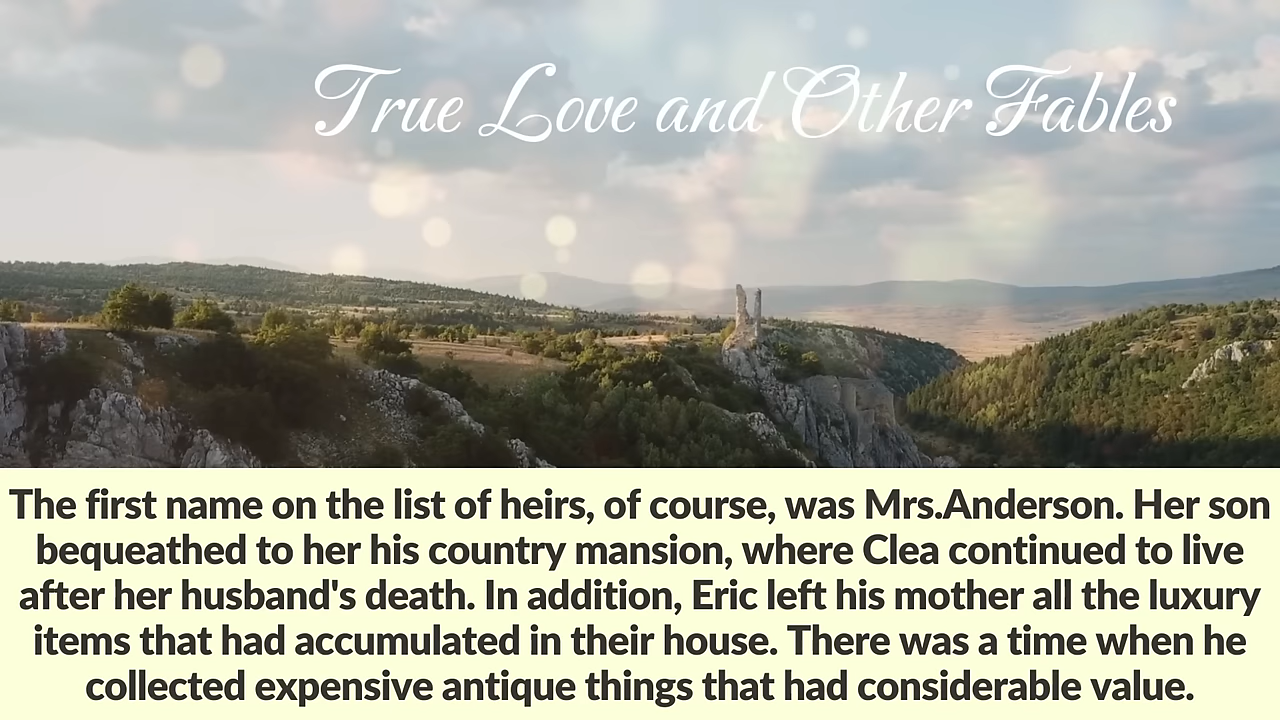 True Love and Other Fables
The first name on the list of heirs, of course, was Mrs.Anderson. Her son
bequeathed to her his country mansion, where Clea continued to live
after her husband's death. In addition, Eric left his mother all the luxury
items that had accumulated in their house. There was a time when he
collected expensive antique things that had considerable value.